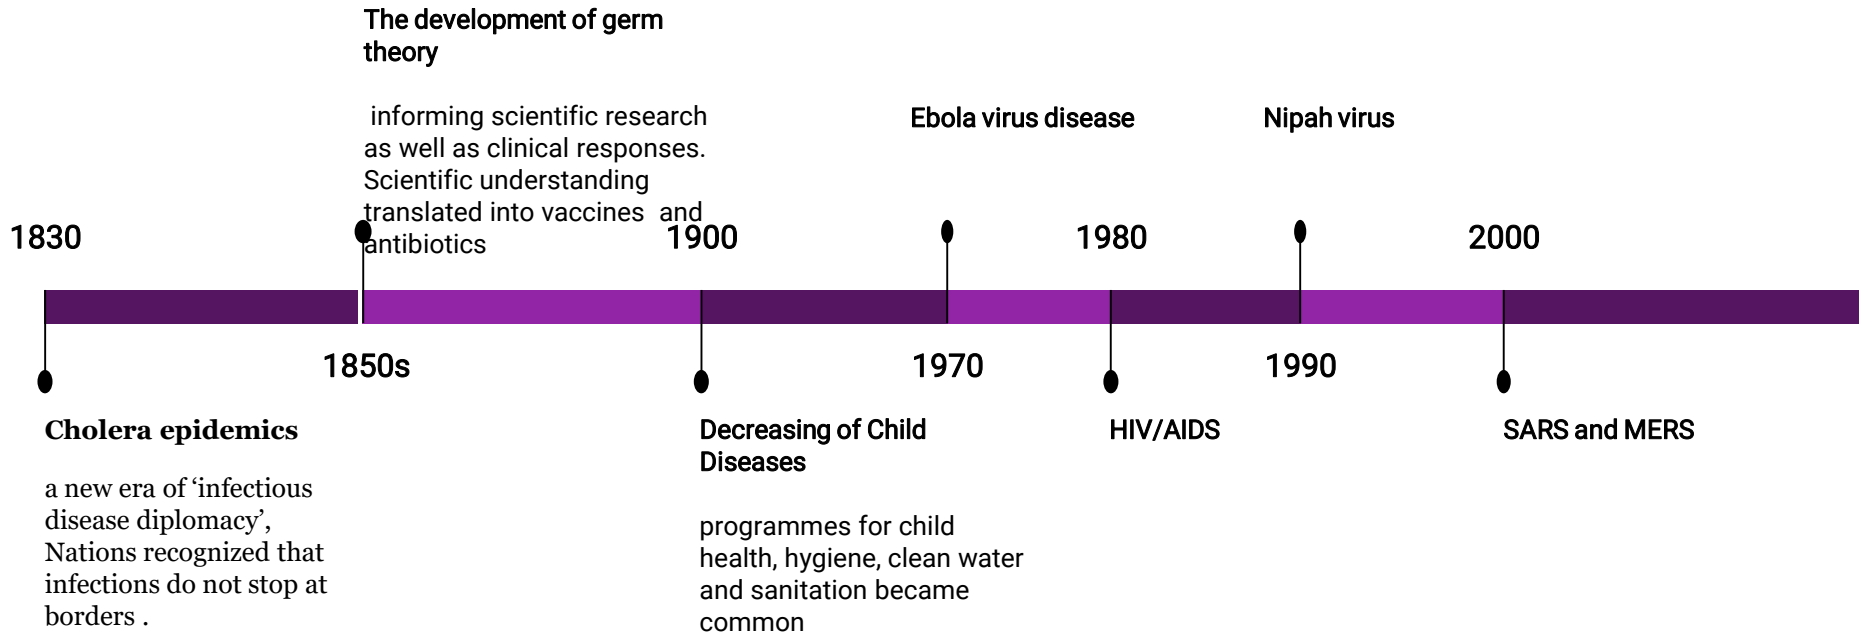 The development of germ
theory
informing scientific research
as well as clinical responses.
Scientific understanding
translated into vaccines and
antibiotics
Ebola virus disease
Nipah virus
1830
1900
1980
2000
1850s
1970
1990
Cholera epidemics
a new era of ‘infectious
disease diplomacy’,
Nations recognized that
infections do not stop at
borders .
Decreasing of Child
Diseases
programmes for child
health, hygiene, clean water
and sanitation became
common
HIV/AIDS
SARS and MERS